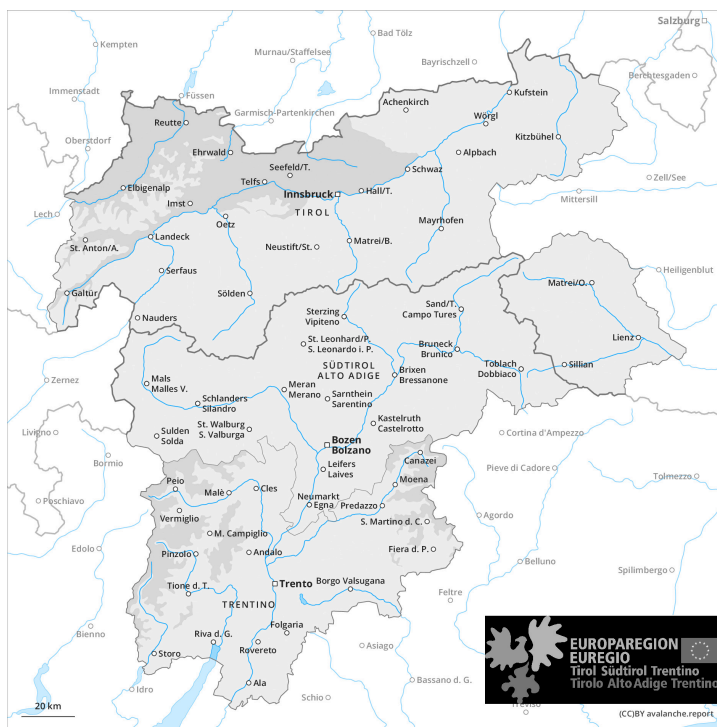 Salzburg
Kempten
Bad Tölz
Murnau/Staffelsee
Bayrischzell
Berchtesgaden
Immenstadt
Füssen
Achenkirch
Kufstein
Garmisch-Partenkirchen
Reutte
Wörgl
Oberstdorf
Kitzbühel
Ehrwald
Alpbach
Seefeld/T.
Schwaz
Telfs
Zell/See
Elbigenalp
Innsbruck
Hall/T.
Mittersill
Imst
Lech
TIROL
Oetz
Mayrhofen
Landeck
St. Anton/A.
Neustift/St.
Matrei/B.
Serfaus
Heiligenblut
Galtür
Sölden
Matrei/O.
Nauders
Sterzing
Vipiteno
Sand/T.
Campo Tures
St. Leonhard/P.
S. Leonardo i. P.
Bruneck
Brunico
Lienz
Toblach
Dobbiaco
Sillian
SÜDTIROL
ALTO ADIGE
Brixen
Bressanone
Zernez
Mals
Malles V.
Meran
Merano
Sarnthein
Sarentino
Schlanders
Silandro
Kastelruth
Castelrotto
St. Walburg
S. Valburga
Livigno
Sulden
Solda
Bozen
Bolzano
Cortina d'Ampezzo
Bormio
Canazei
Leifers
Laives
Pieve di Cadore
Tolmezzo
Peio
Moena
Poschiavo
Malè
Cles
Neumarkt
Egna
Predazzo
Vermiglio
S. Martino d. C.
Agordo
M. Campiglio
Edolo
Pinzolo
Andalo
Fiera d. P.
Belluno
Spilimbergo
Tione d. T.
Trento
Borgo Valsugana
Feltre
TRENTINO
Folgaria
Bienno
Riva d. G.
Rovereto
Asiago
Storo
Bassano d. G.
Ala
Idro
Schio
Treviso
20 km
EUROPAREGION
EUREGIO
Tirol Südtirol Trentino
Tirolo AltoAdige Trentino
(CC)BY avalanche.report